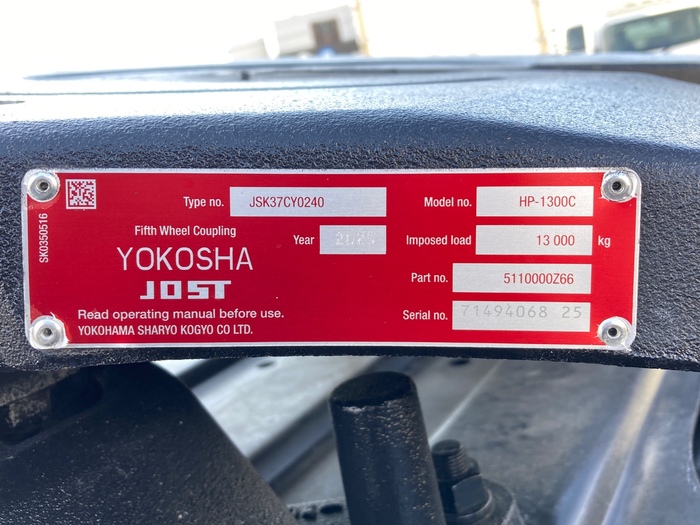 SK0350516
Type no. JSK37CY0240
Model no. HP-1300C
Fifth Wheel Coupling
Year
Imposed load 13 000 kg
YOKOSHA
JOST
Part no. 5110000Z66
Read operating manual before use.
Serial no. 71494068 25
YOKOHAMA SHARYO KOGYO CO LTD.